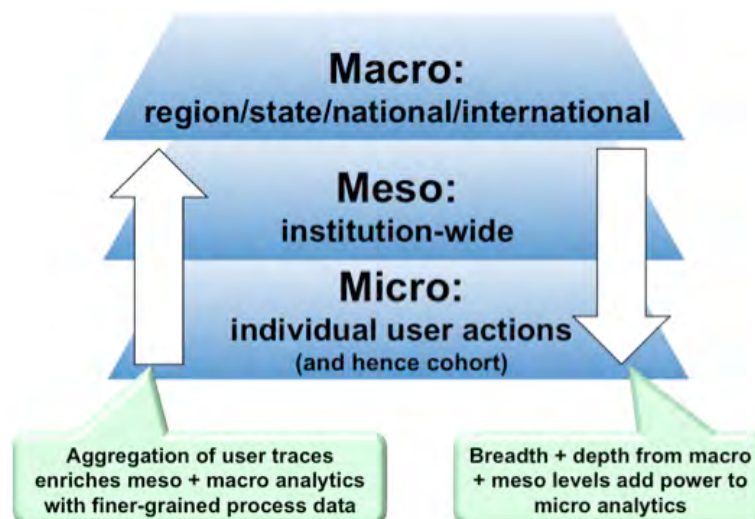 Macro:
region/state/national/international
Meso:
institution-wide
Micro:
individual user actions
(and hence cohort)
Aggregation of user traces
enriches meso + macro analytics
with finer-grained process data
Breadth + depth from macro
+ meso levels add power to
micro analytics